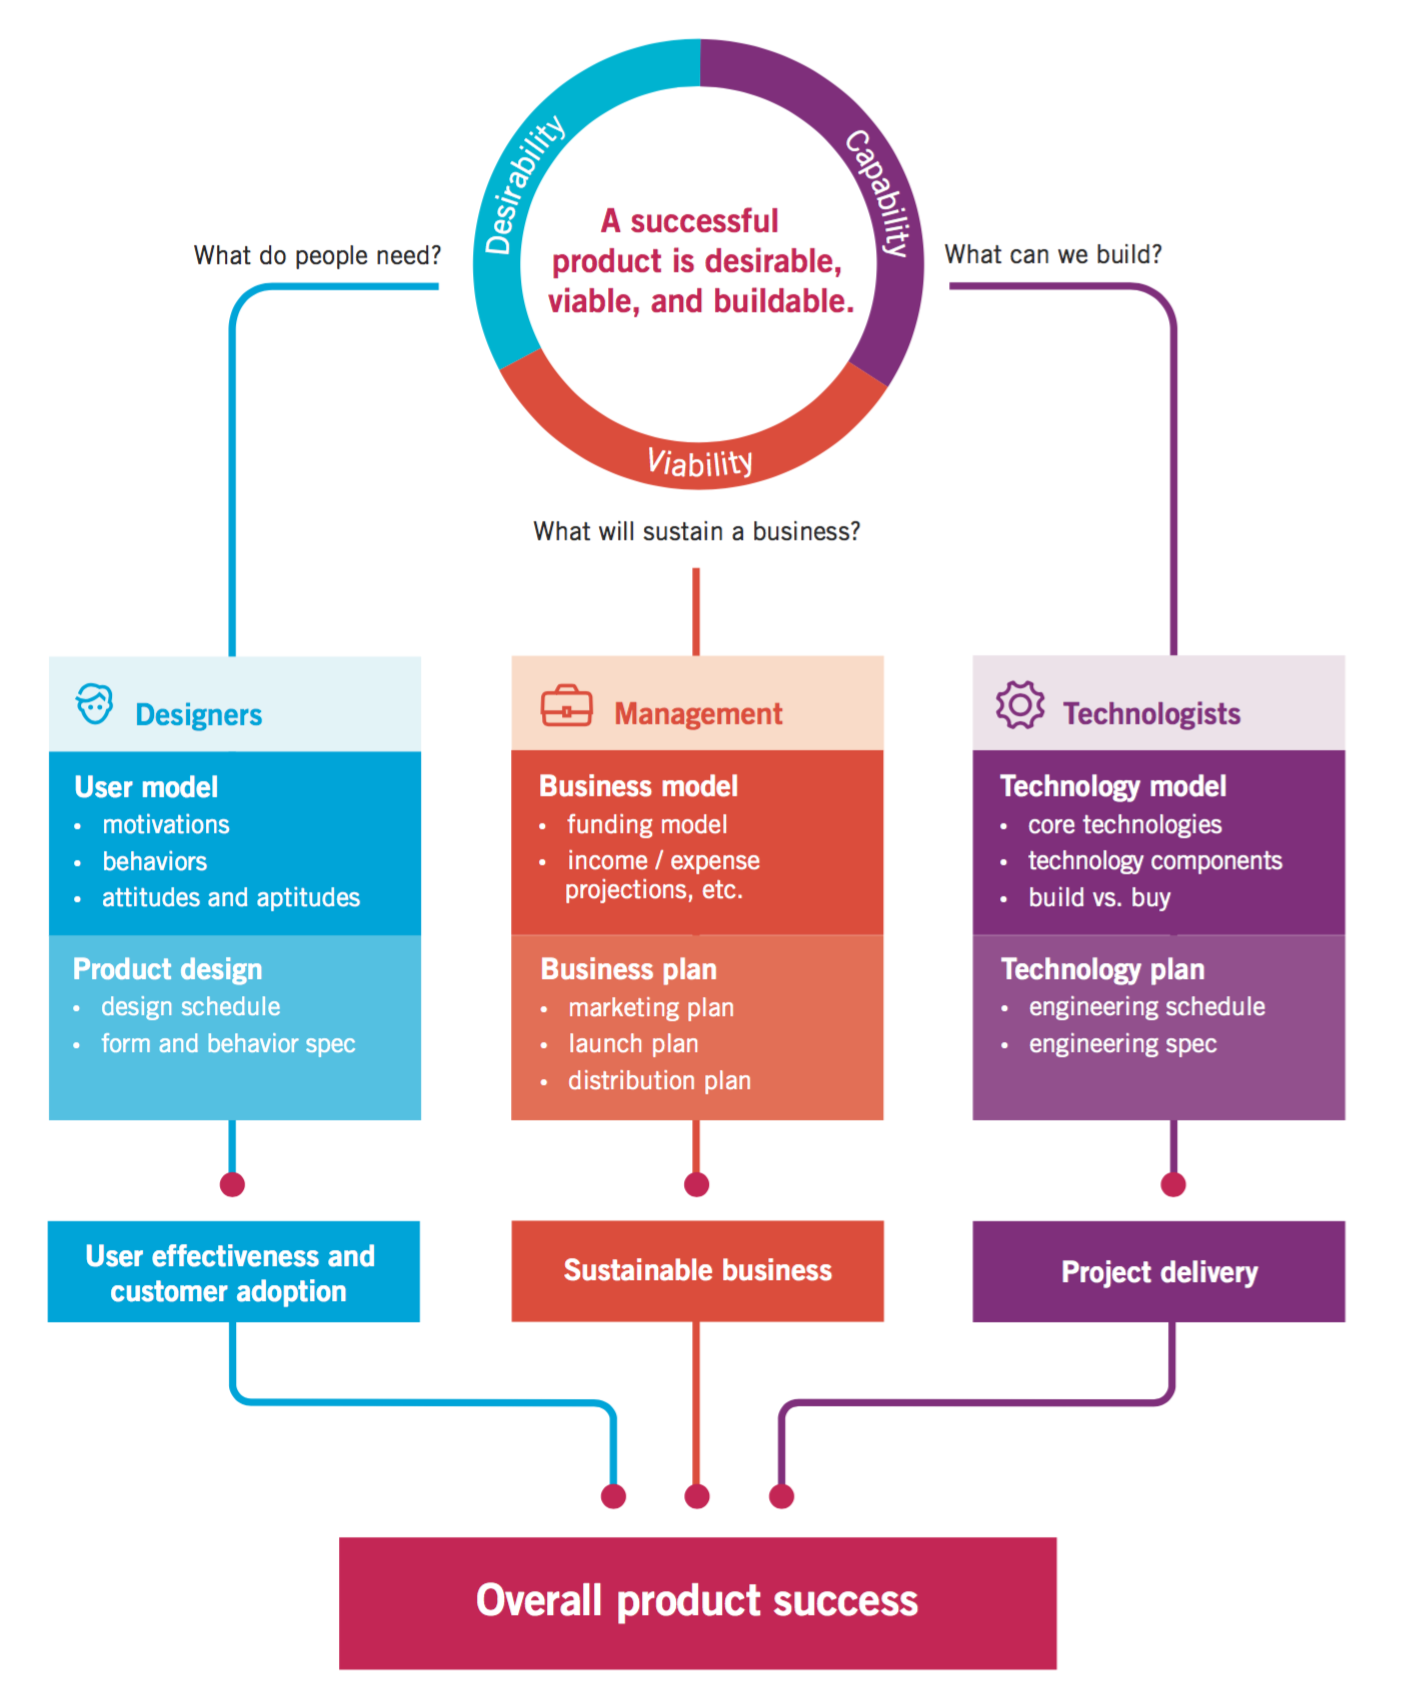 Desirability
Capability
A successful
product is desirable,
viable, and buildable.
Viability
What do people need?
What can we build?
What will sustain a business?
Designers
User model
• motivations
• behaviors
• attitudes and aptitudes
Product design
• design schedule
• form and behavior spec
User effectiveness and
customer adoption
Management
Business model
• funding model
• income / expense
projections, etc.
Business plan
• marketing plan
• launch plan
• distribution plan
Sustainable business
Technologists
Technology model
• core technologies
• technology components
• build vs. buy
Technology plan
• engineering schedule
• engineering spec
Project delivery
Overall product success